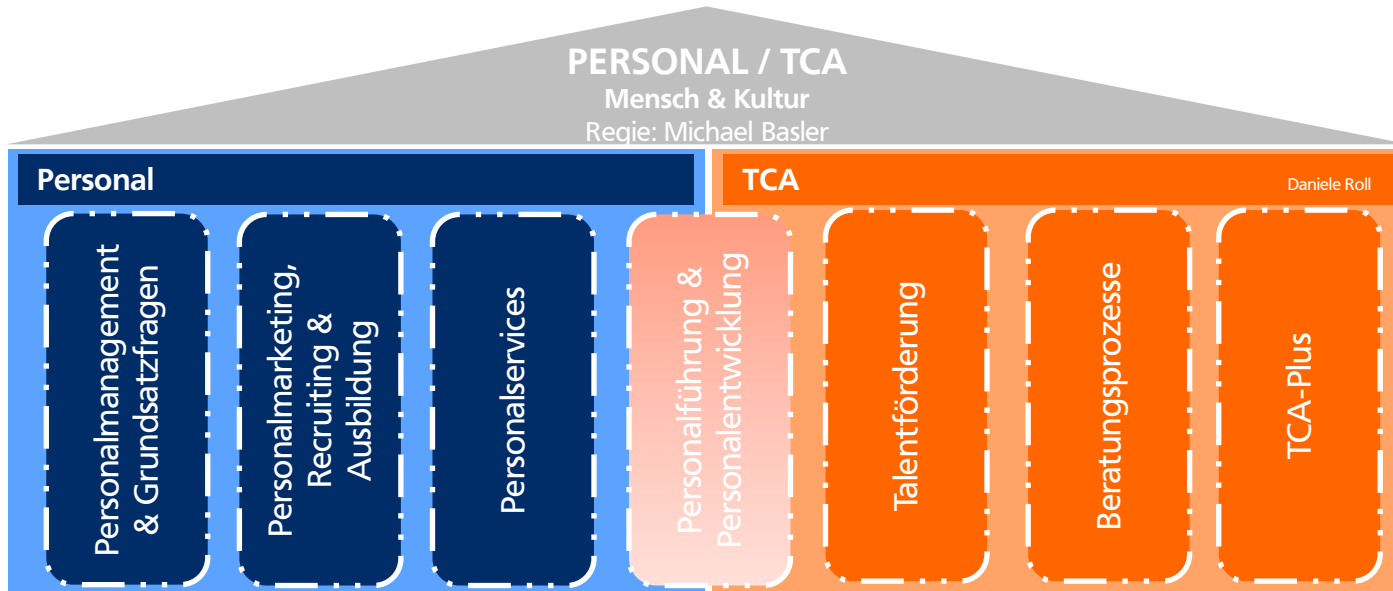 PERSONAL / TCA
Mensch & Kultur
Regie: Michael Basler
Personal
TCA
Daniele Roll
Personalmanagement
& Grundsatzfragen
Personalmarketing,
Recruiting &
Ausbildung
Personalservices
Personalführung &
Personalentwicklung
Talentförderung
Beratungsprozesse
TCA-Plus